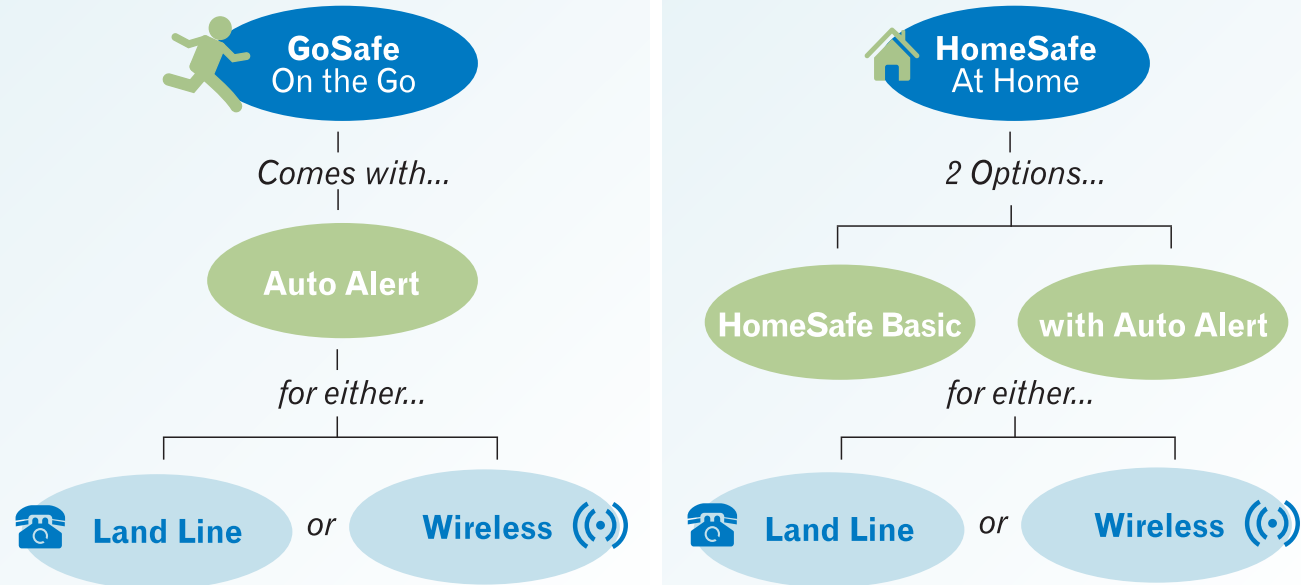 GoSafe
On the Go
Comes with...
Auto Alert
for either...
Land Line
or
Wireless
HomeSafe
At Home
2 Options...
HomeSafe Basic
with Auto Alert
for either...
Land Line
or
Wireless